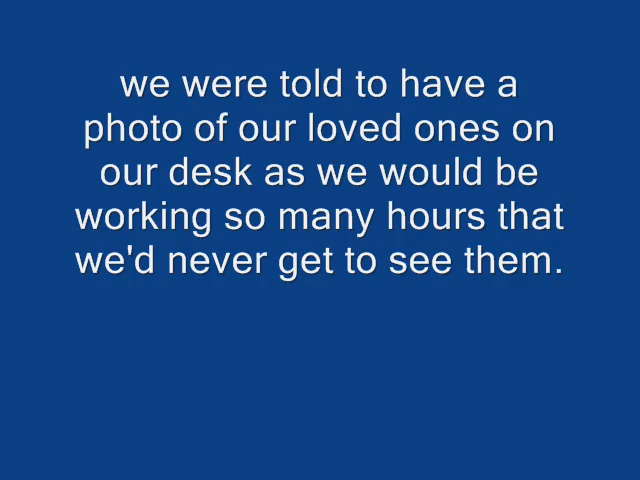 we were told to have a
photo of our loved ones on
our desk as we would be
working so many hours that
we'd never get to see them.